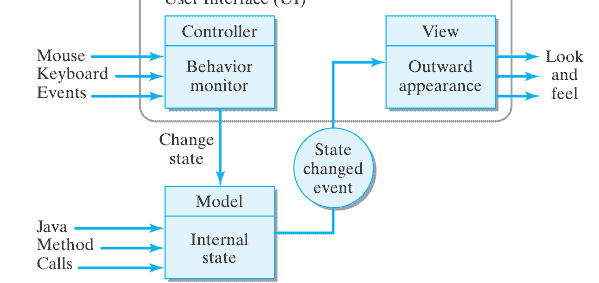 User Interface (UI)
Controller
View
Mouse
Keyboard
Events
Behavior
monitor
Outward
appearance
Look
and
feel
Change
state
State
changed
event
Model
Java
Method
Calls
Internal
state